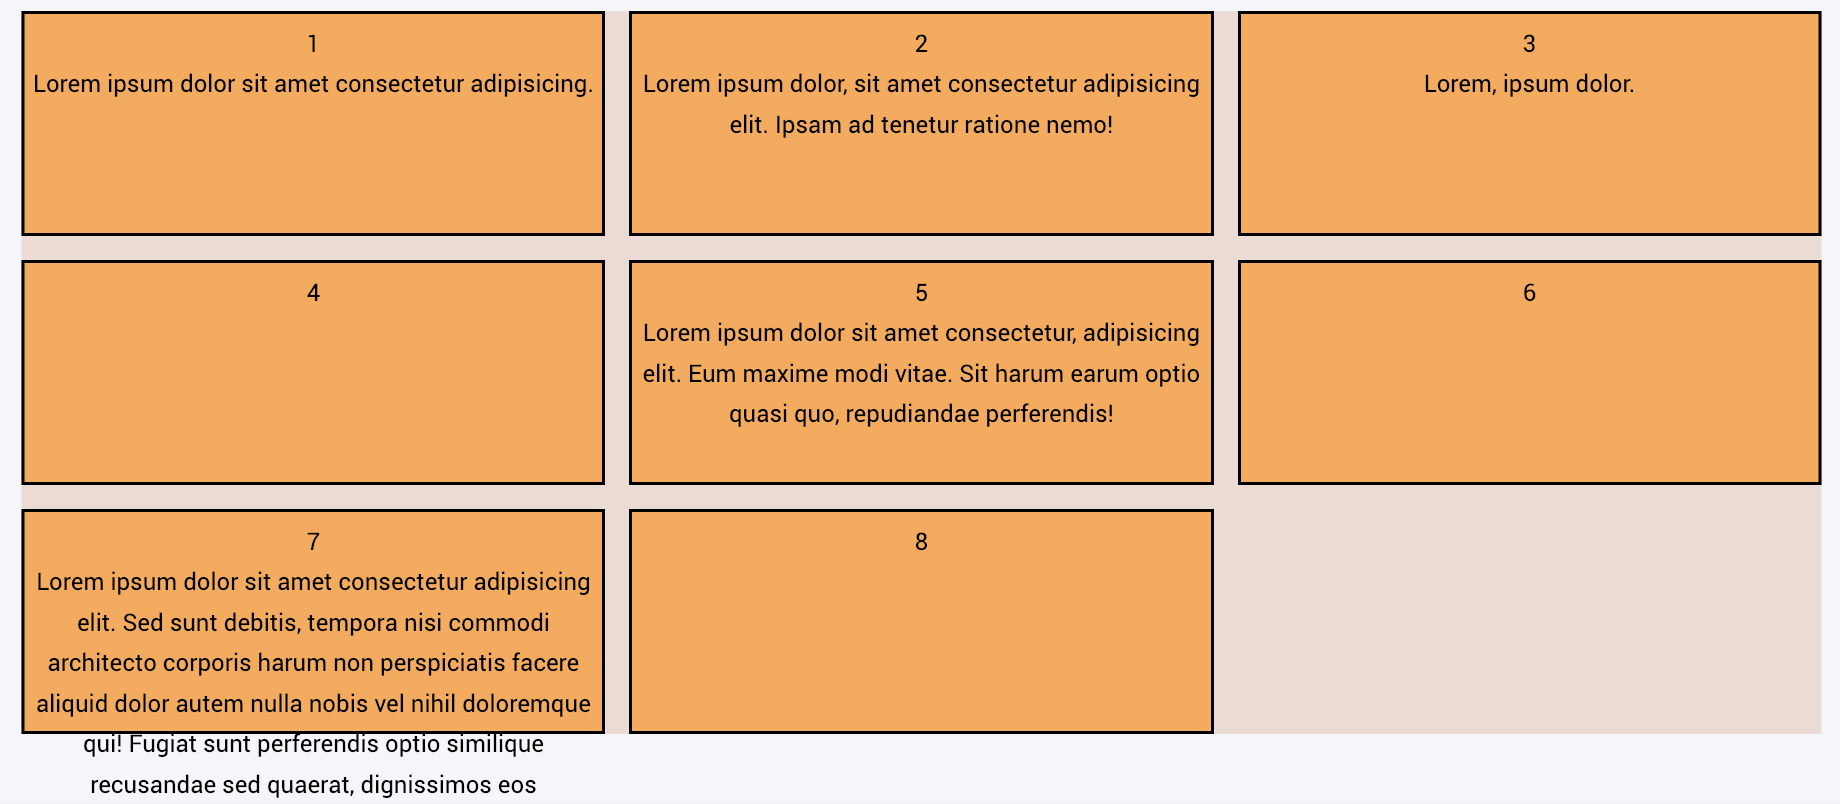 1
Lorem ipsum dolor sit amet consectetur adipisicing.
2
Lorem ipsum dolor, sit amet consectetur adipisicing
elit. Ipsam ad tenetur ratione nemo!
3
Lorem, ipsum dolor.
4
5
Lorem ipsum dolor sit amet consectetur, adipisicing
elit. Eum maxime modi vitae. Sit harum earum optio
quasi quo, repudiandae perferendis!
6
7
Lorem ipsum dolor sit amet consectetur adipisicing
elit. Sed sunt debitis, tempora nisi commodi
architecto corporis harum non perspiciatis facere
aliquid dolor autem nulla nobis vel nihil doloremque
qui! Fugiat sunt perferendis optio similique
recusandae sed quaerat, dignissimos eos
8